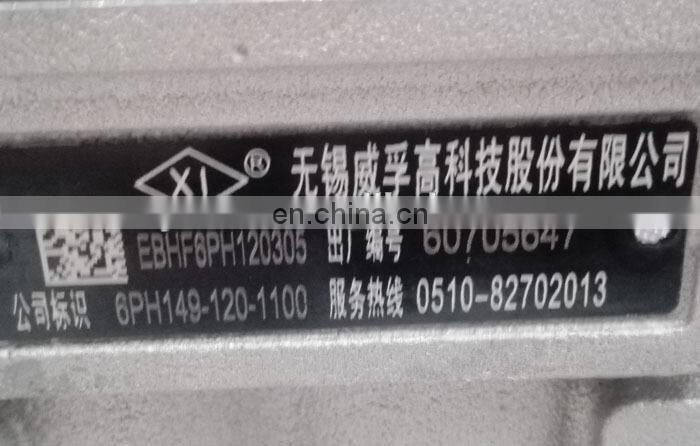 XL ® 无锡威孚高科技股份有限公司
en.china.cn
EBHF6PH120305 出厂编号 60705647
公司标识 6PH149-120-1100 服务热线 0510-82702013